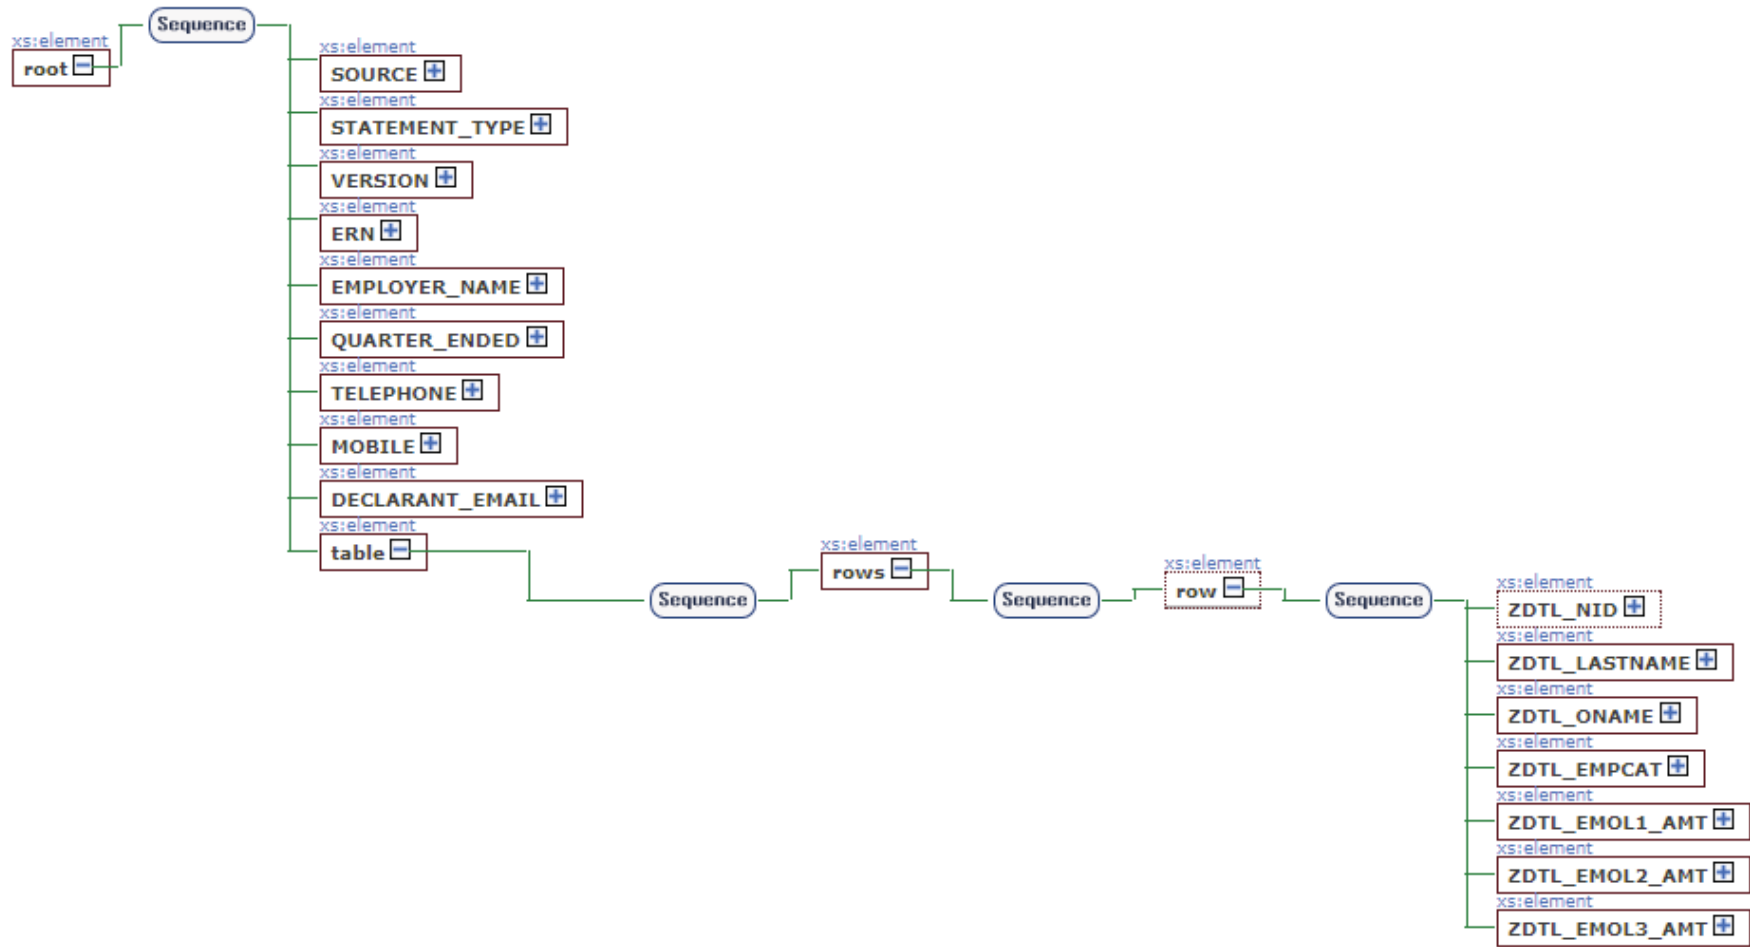 Sequence
xs:element
root
xs:element
SOURCE
xs:element
STATEMENT_TYPE
xs:element
VERSION
xs:element
ERN
xs:element
EMPLOYER_NAME
xs:element
QUARTER_ENDED
xs:element
TELEPHONE
xs:element
MOBILE
xs:element
DECLARANT_EMAIL
xs:element
table
Sequence
xs:element
rows
Sequence
xs:element
row
Sequence
xs:element
ZDTL_NID
xs:element
ZDTL_LASTNAME
xs:element
ZDTL_ONAME
xs:element
ZDTL_EMPCAT
xs:element
ZDTL_EMOL1_AMT
xs:element
ZDTL_EMOL2_AMT
xs:element
ZDTL_EMOL3_AMT